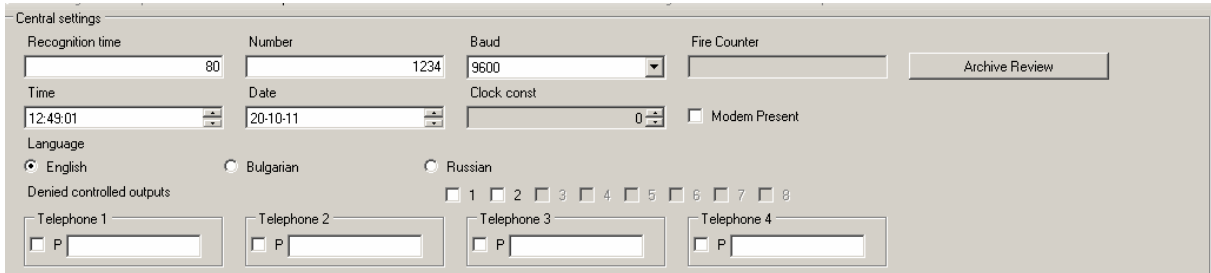 Central settings
Recognition time Number Baud Fire Counter
80 1234 9600 Archive Review
Time Date Clock const
12:49:01 20-10-11 0 Modem Present
Language
English Bulgarian Russian
Denied controlled outputs 1 2 3 4 5 6 7 8
Telephone 1 Telephone 2 Telephone 3 Telephone 4
P P P P